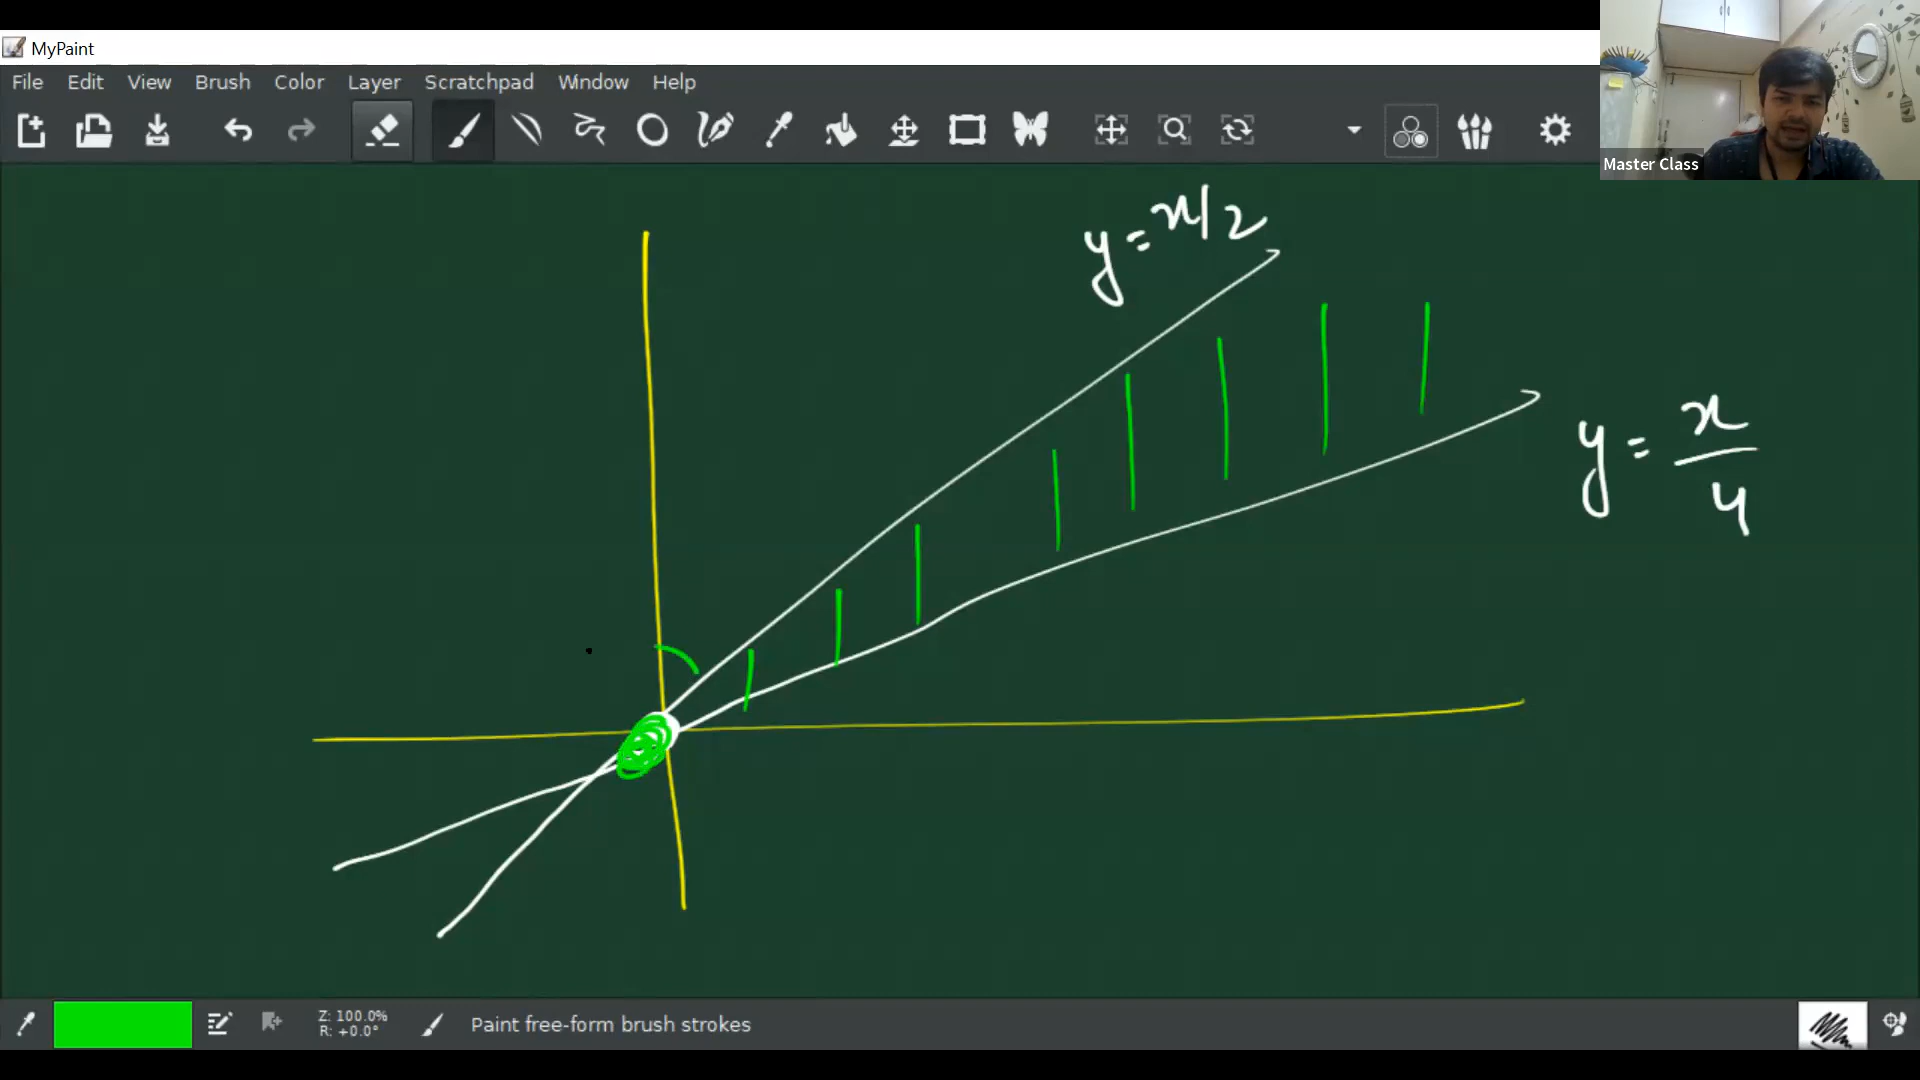 MyPaint
File Edit View Brush Color Layer Scratchpad Window Help
Master Class
y = x/2
y = x/4
Z: 100.0%
R: +0.0°
Paint free-form brush strokes